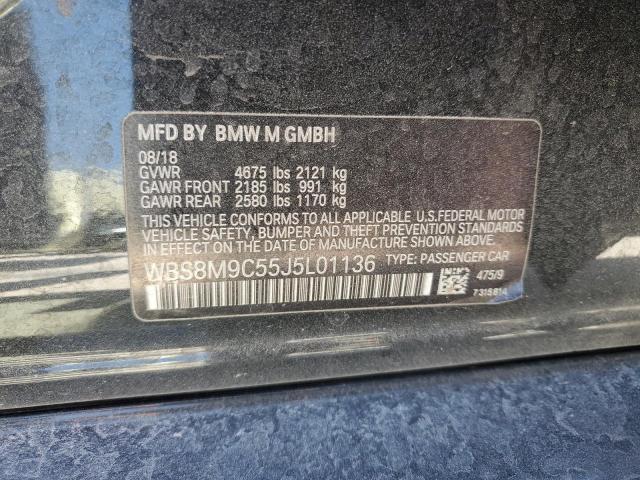 MFD BY BMW M GMBH
08/18
GVWR 4675 lbs 2121 kg
GAWR FRONT 2185 lbs 991 kg
GAWR REAR 2580 lbs 1170 kg
THIS VEHICLE CONFORMS TO ALL APPLICABLE U.S.FEDERAL MOTOR
VEHICLE SAFETY, BUMPER AND THEFT PREVENTION STANDARDS
IN EFFECT ON THE DATE OF MANUFACTURE SHOWN ABOVE.
WBS8M9C55J5L01136 TYPE: PASSENGER CAR
475/9
7315814